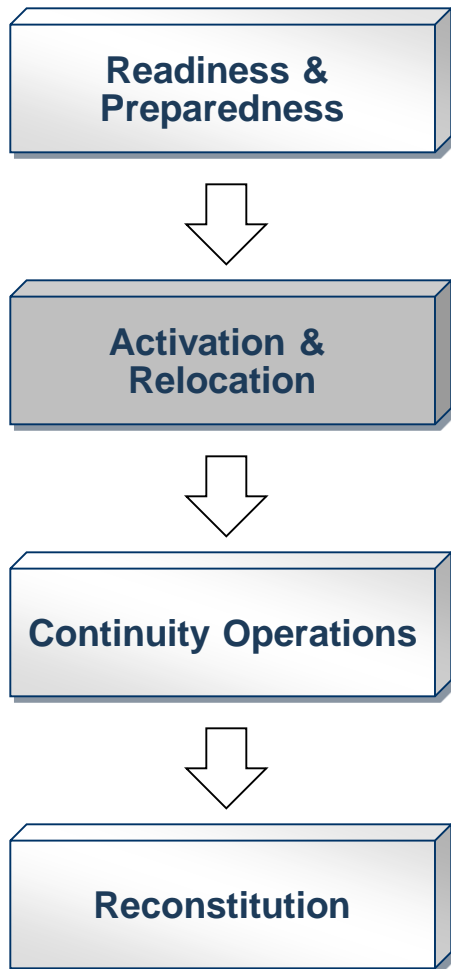 Readiness &
Preparedness
Activation &
Relocation
Continuity Operations
Reconstitution